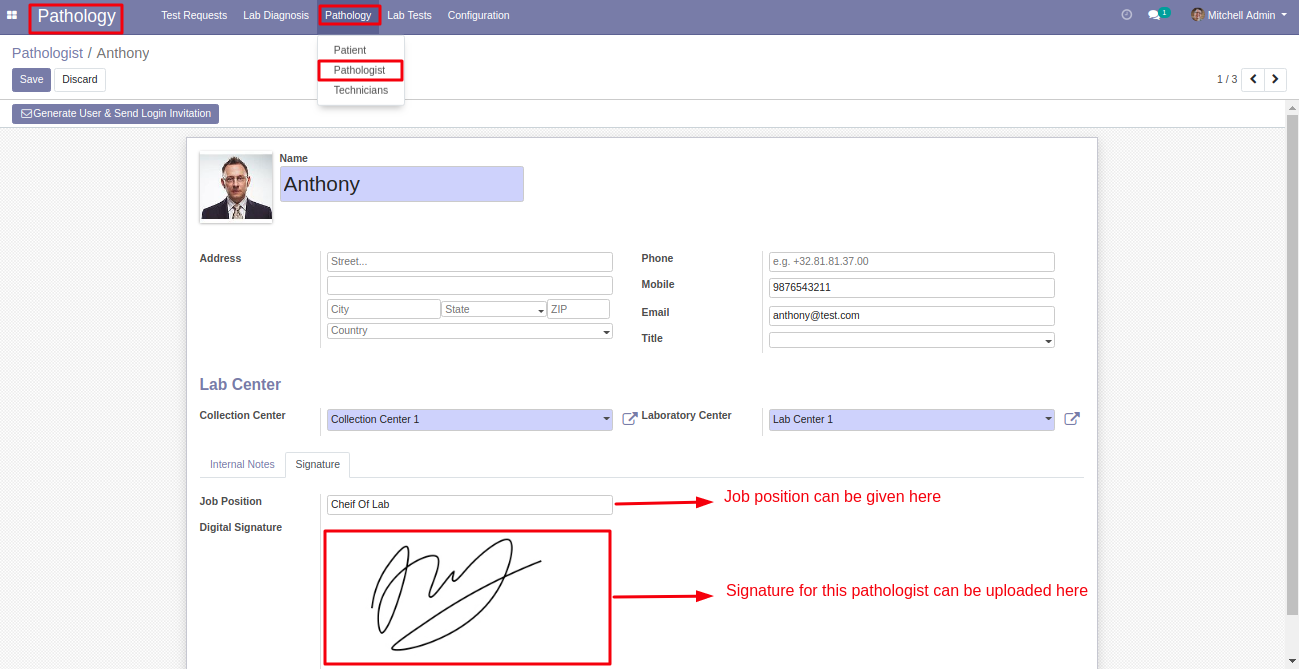 Pathology Test Requests Lab Diagnosis Pathology Lab Tests Configuration 1 Mitchell Admin
Patient
Pathologist
Technicians
Pathologist / Anthony
Save Discard
1 / 3
Generate User & Send Login Invitation
Name
Anthony
Address
Street...
City State ZIP
Country
Phone
e.g. +32.81.81.37.00
Mobile
9876543211
Email
anthony@test.com
Title
Lab Center
Collection Center Collection Center 1 Laboratory Center Lab Center 1
Internal Notes Signature
Job Position Cheif Of Lab Job position can be given here
Digital Signature
Signature for this pathologist can be uploaded here